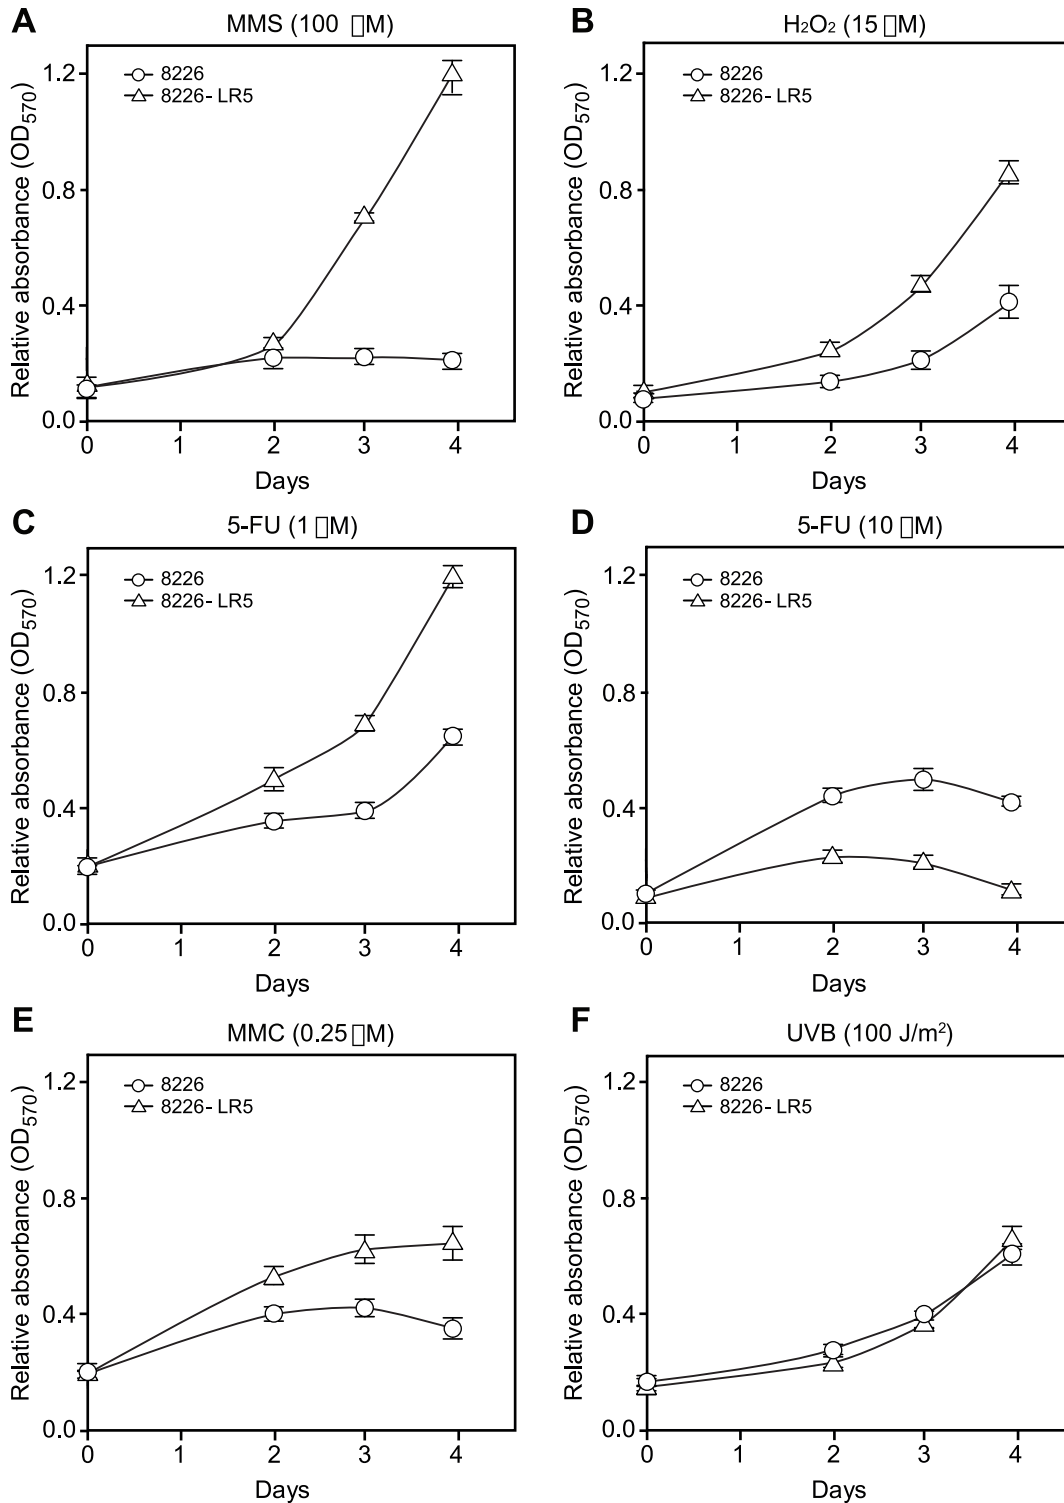 A
MMS (100 ▯M)
8226
8226- LR5
Relative absorbance (OD570)
1.2
0.8
0.4
0.0
0 1 2 3 4
Days
B
H2O2 (15 ▯M)
8226
8226- LR5
Relative absorbance (OD570)
1.2
0.8
0.4
0.0
0 1 2 3 4
Days
C
5-FU (1 ▯M)
8226
8226- LR5
Relative absorbance (OD570)
1.2
0.8
0.4
0.0
0 1 2 3 4
Days
D
5-FU (10 ▯M)
8226
8226- LR5
Relative absorbance (OD570)
1.2
0.8
0.4
0.0
0 1 2 3 4
Days
E
MMC (0.25 ▯M)
8226
8226- LR5
Relative absorbance (OD570)
1.2
0.8
0.4
0.0
0 1 2 3 4
Days
F
UVB (100 J/m²)
8226
8226- LR5
Relative absorbance (OD570)
1.2
0.8
0.4
0.0
0 1 2 3 4
Days